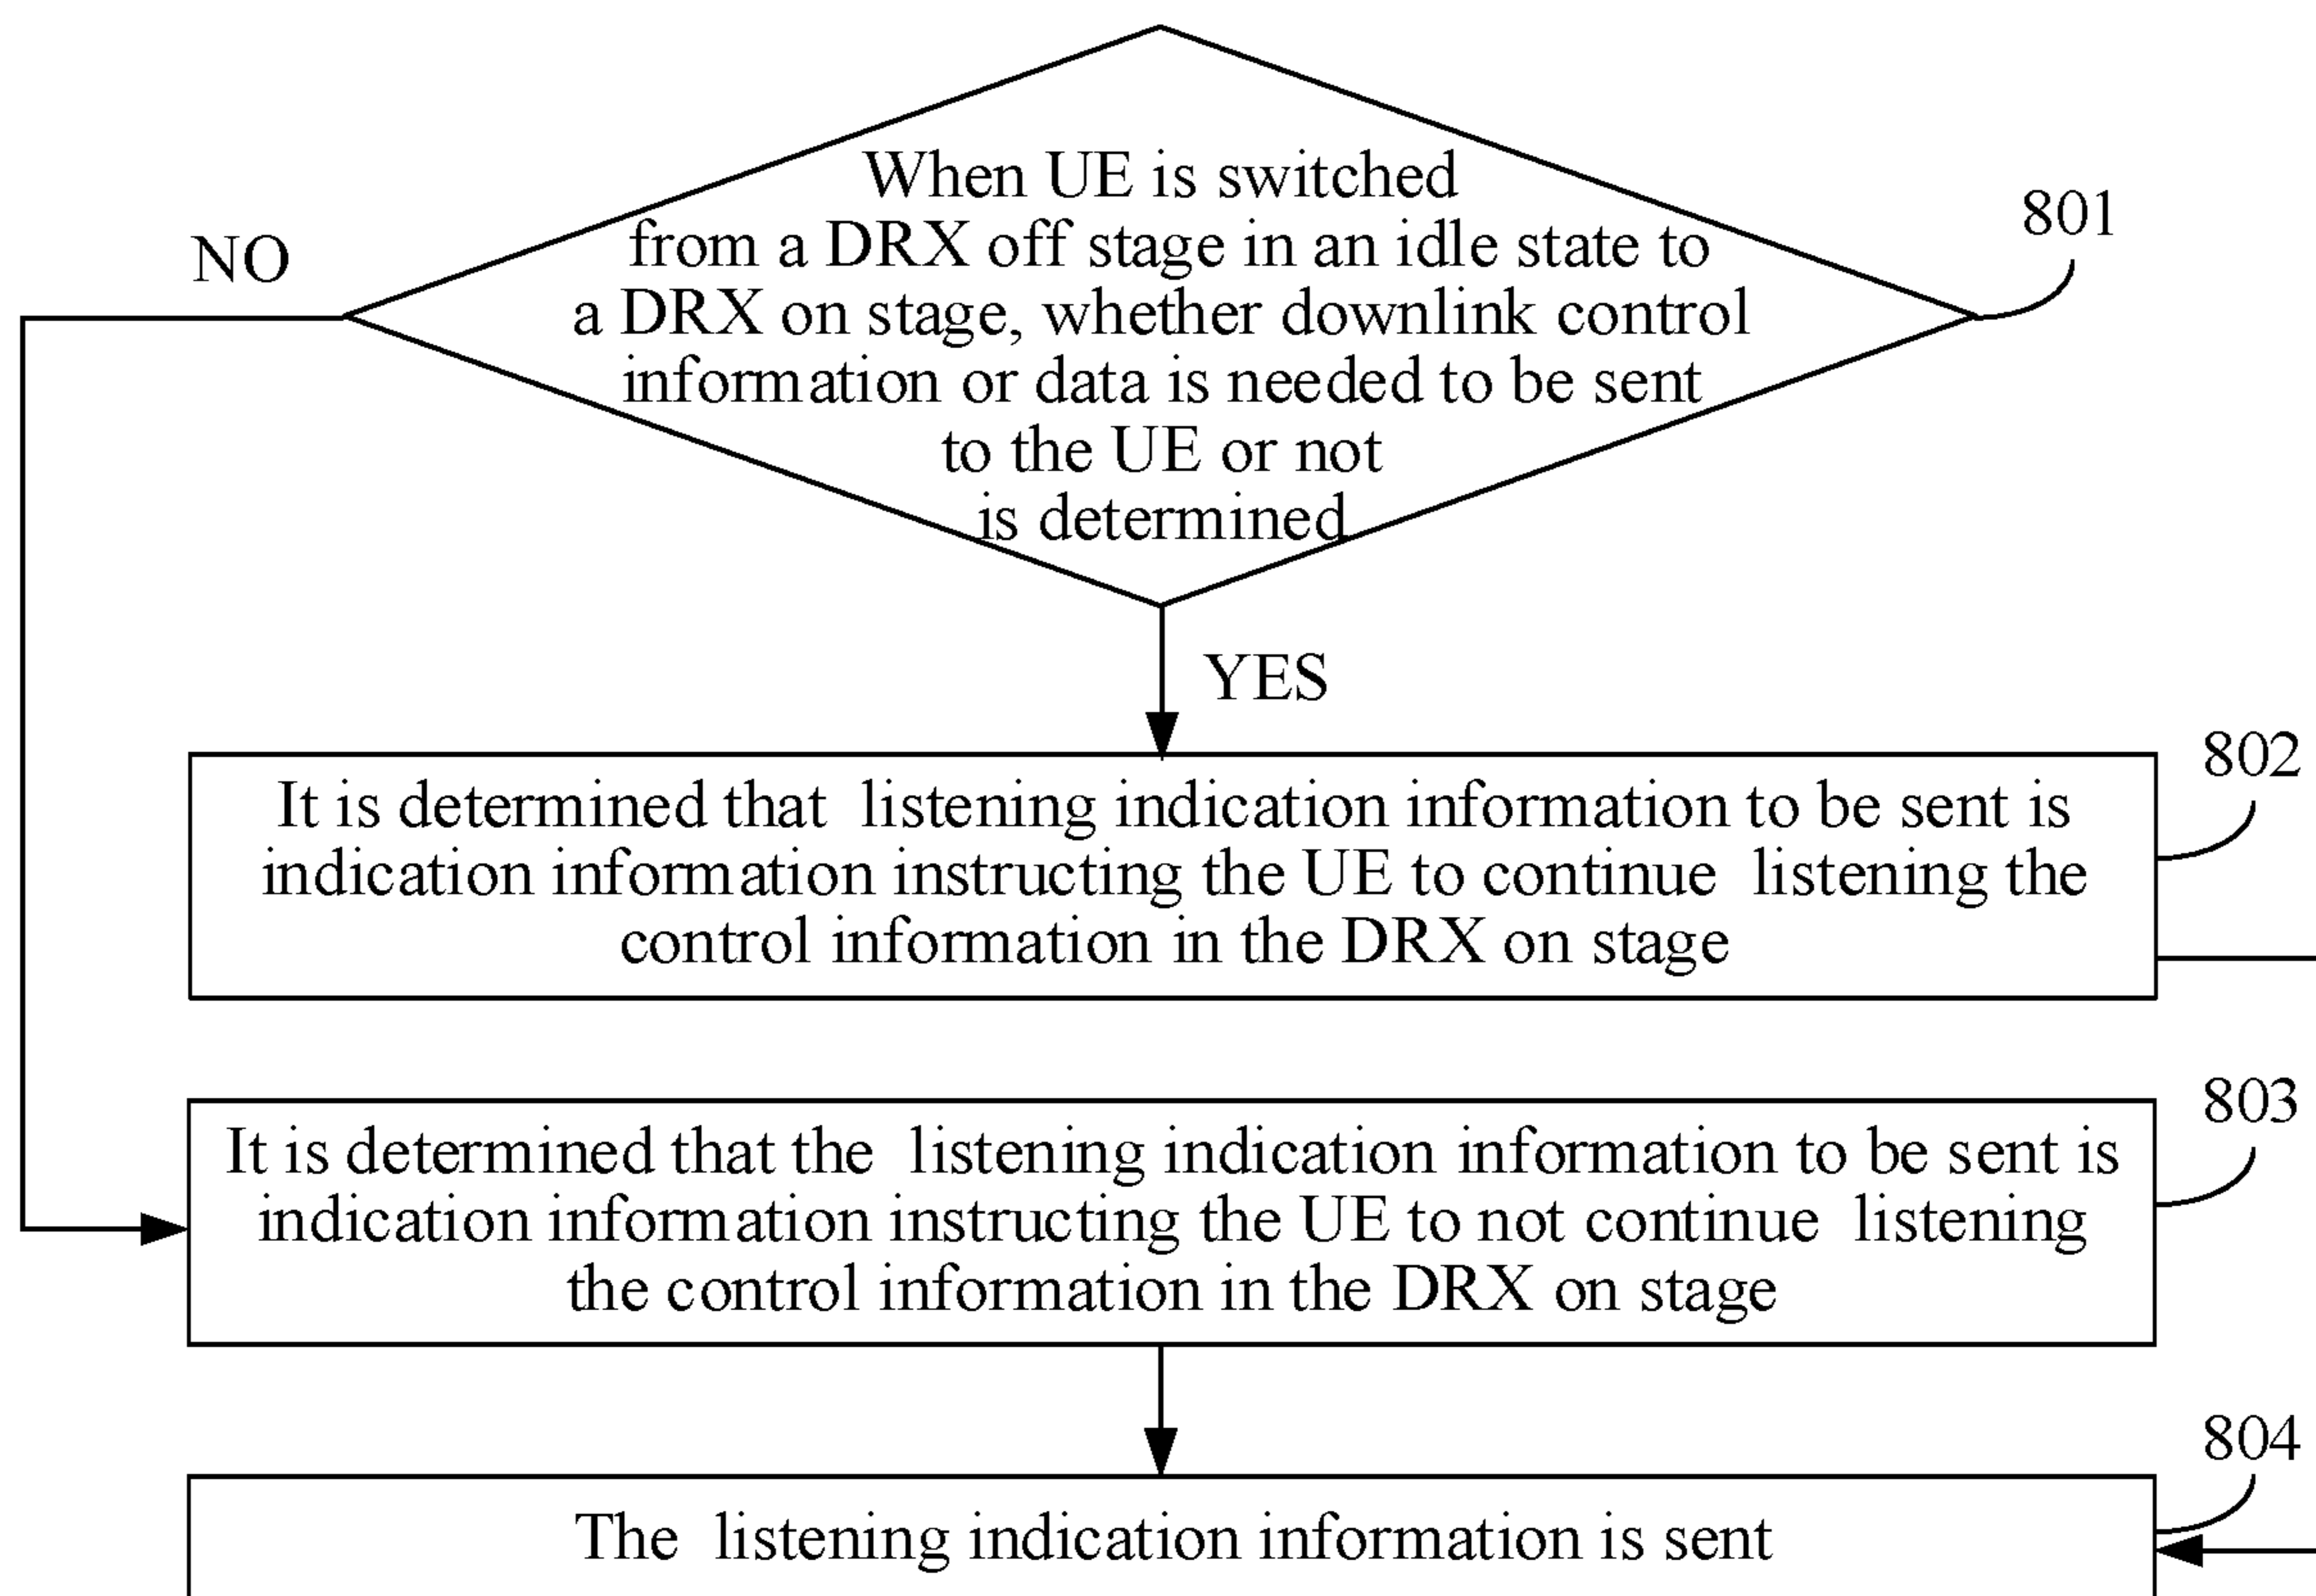 When UE is switched
from a DRX off stage in an idle state to
a DRX on stage, whether downlink control
information or data is needed to be sent
to the UE or not
is determined
801
NO
YES
802
It is determined that listening indication information to be sent is
indication information instructing the UE to continue listening the
control information in the DRX on stage
803
It is determined that the listening indication information to be sent is
indication information instructing the UE to not continue listening
the control information in the DRX on stage
804
The listening indication information is sent